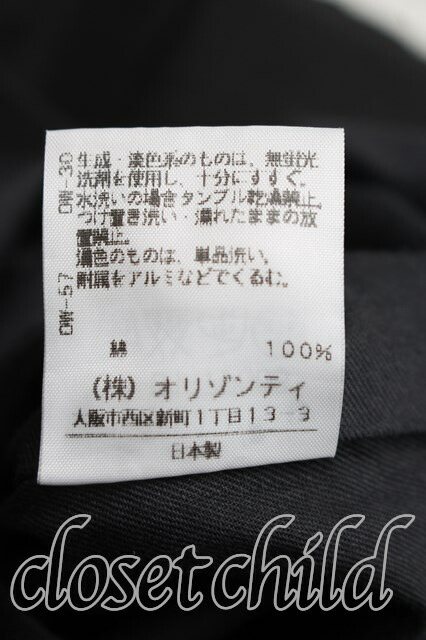 DW-30
生成・淡色系のものは、無蛍光
洗剤を使用し、十分にすすぐ。
水洗いの場合タンブル乾燥禁止。
つけ置き洗い・濡れたままの放
置禁止。
DW-57
濃色のものは、単品洗い。
附属をアルミなどでくるむ。
綿 100%
(株) オリゾンティ
大阪市西区新町1丁目13-3
日本製
closet child